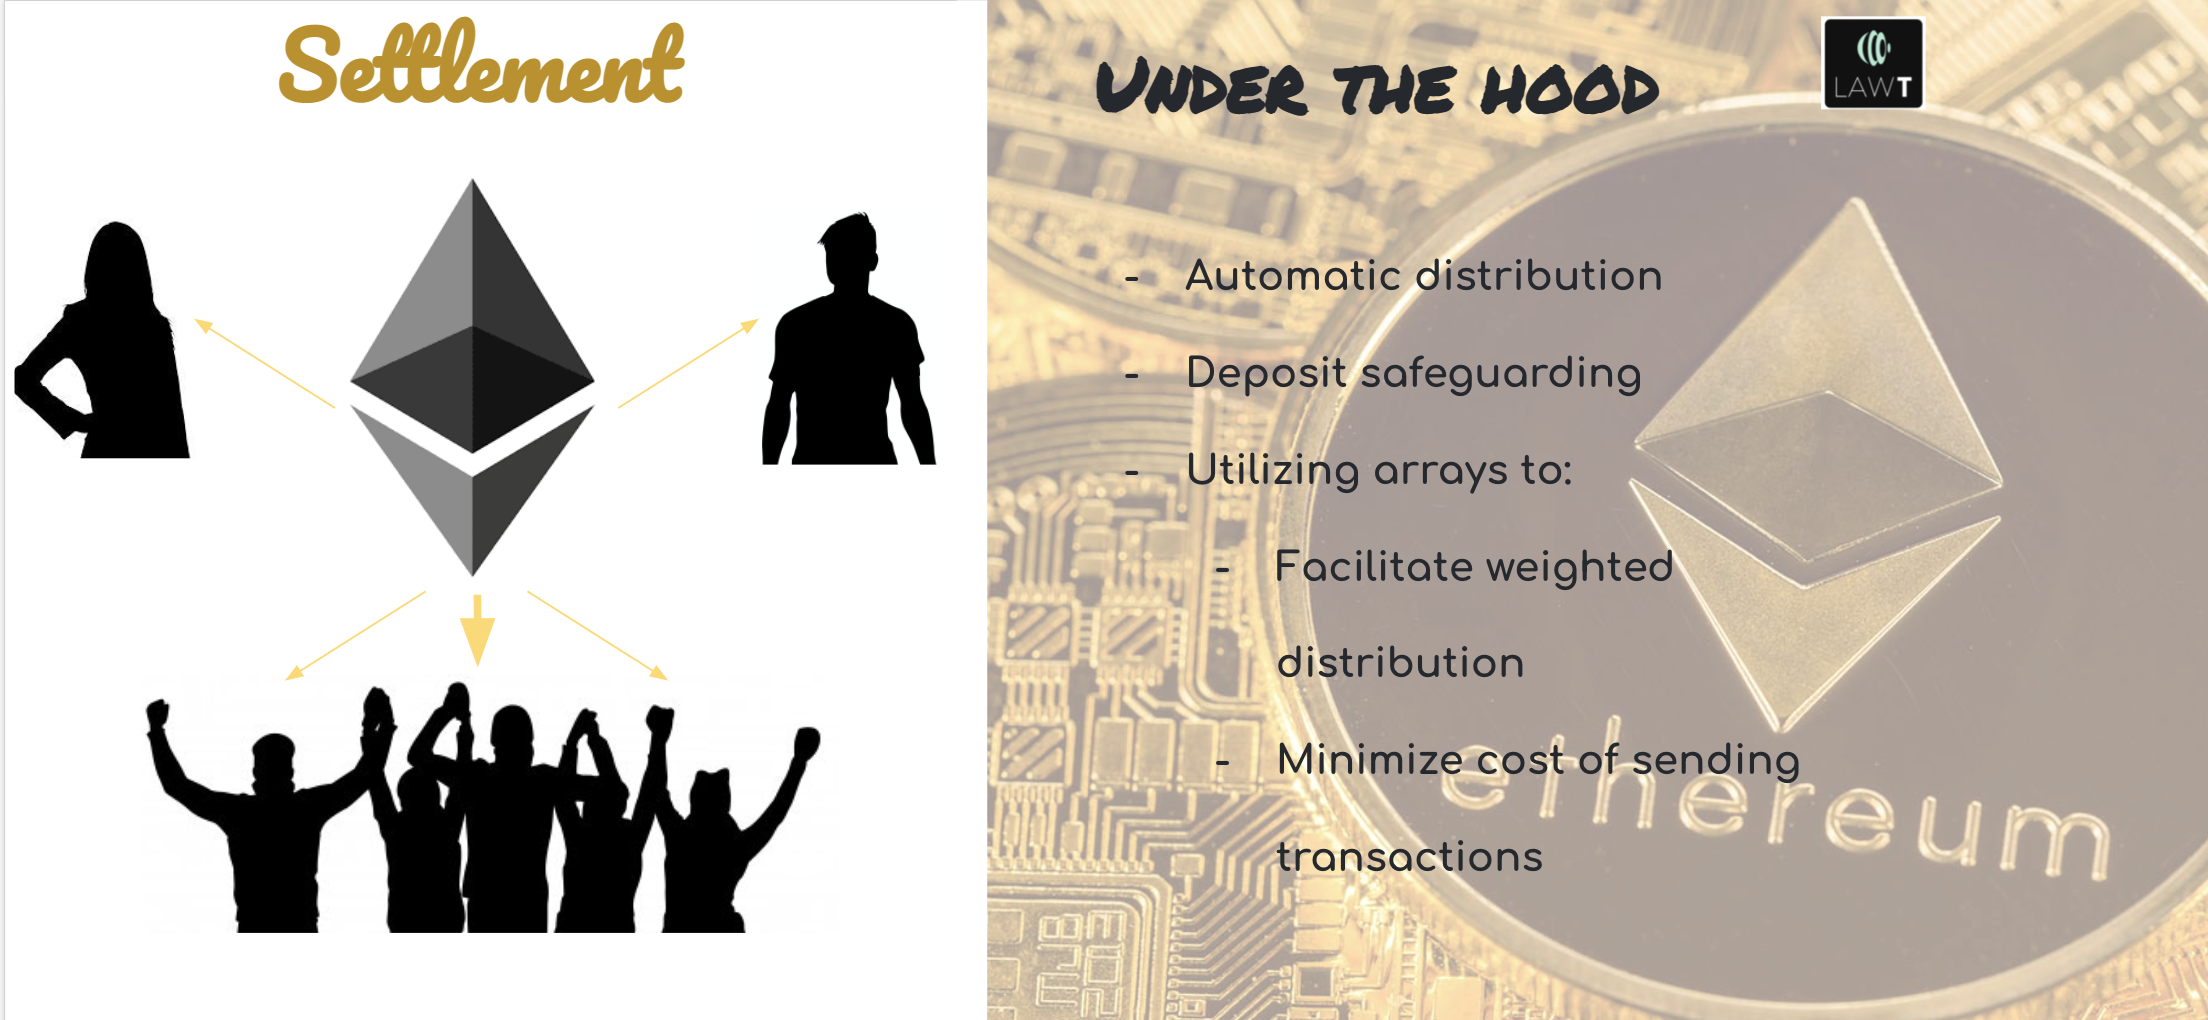 Settlement
Under the hood
LAWT
- Automatic distribution
- Deposit safeguarding
- Utilizing arrays to:
- Facilitate weighted
distribution
- Minimize cost of sending
transactions
ethereum